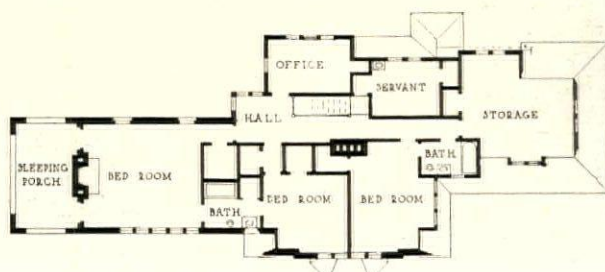 OFFICE
SERVANT
HALL
STORAGE
SLEEPING
PORCH
BED ROOM
BATH
BATH
BED ROOM
BED ROOM